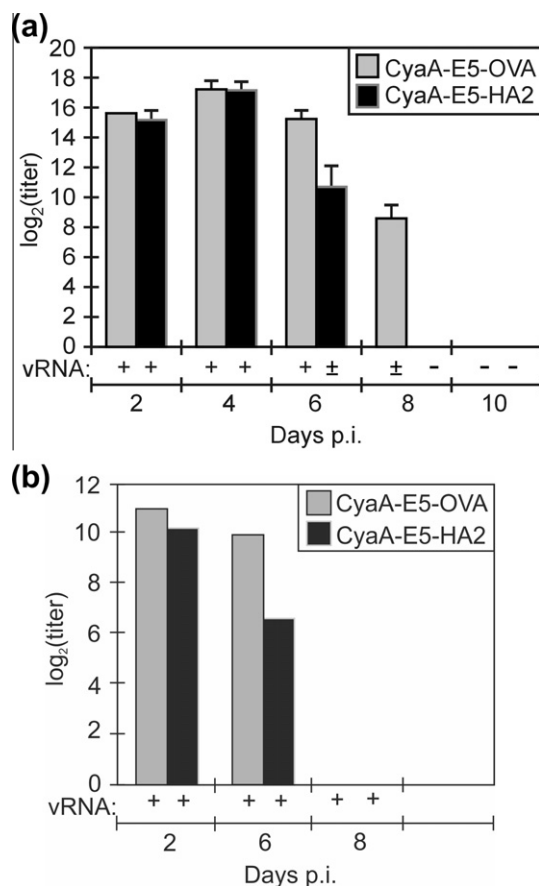 (a)
20
18
16
14
12
10
8
6
4
2
0
log₂(titer)
CyaA-E5-OVA
CyaA-E5-HA2
vRNA: + + + + + ± ± - - -
2 4 6 8 10
Days p.i.
(b)
12
10
8
6
4
2
0
log₂(titer)
CyaA-E5-OVA
CyaA-E5-HA2
vRNA: + + + + + +
2 6 8
Days p.i.